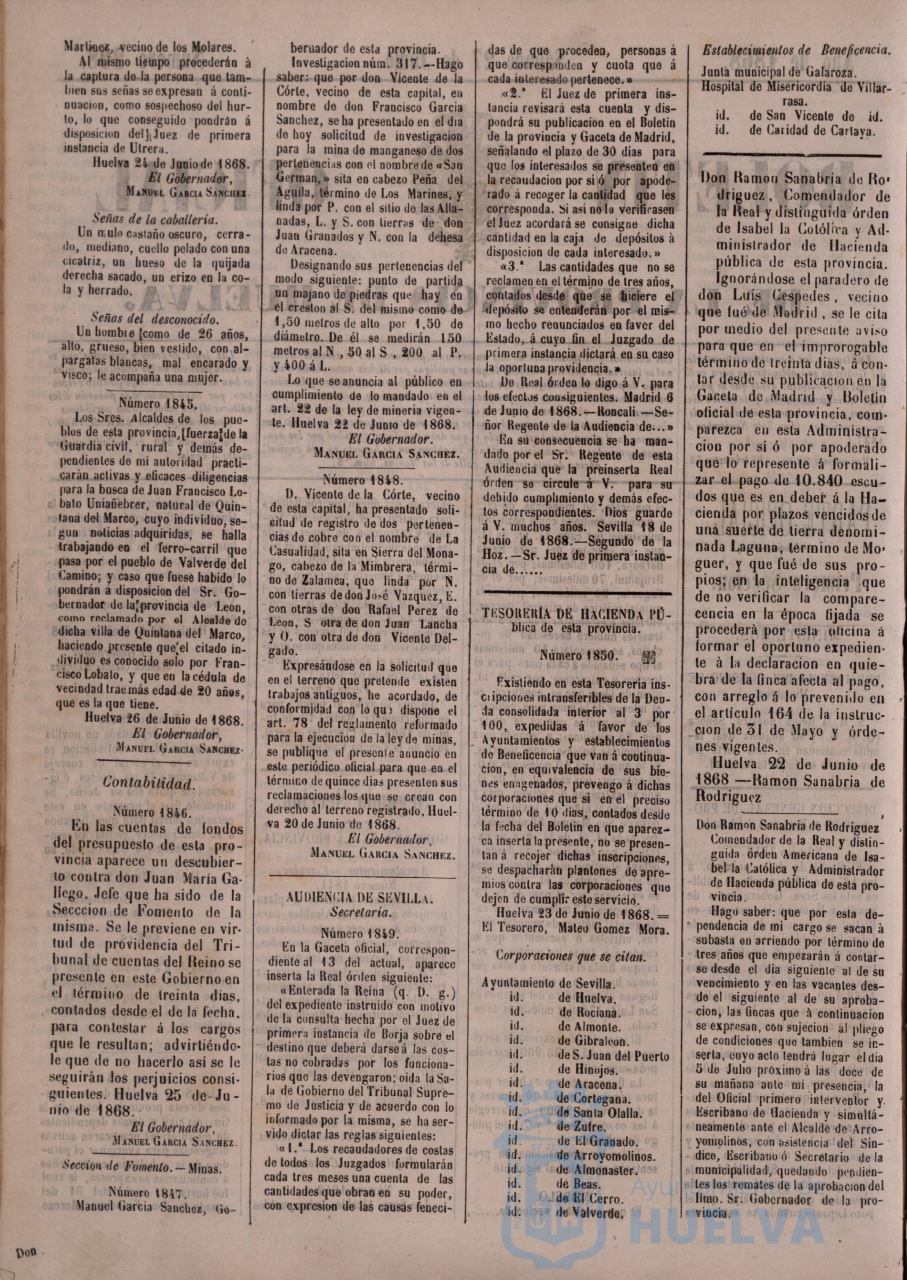 Martinez, vecino de los Molares.
Al mismo tiempo procederán á
la captura de la persona que tam-
bien sus señas se expresan á conti-
nuacion, como sospechoso del hur-
to, lo que conseguido pondrán á
disposicion del Juez de primera
instancia de Utrera.
Huelva 24 de Junio de 1868.
El Gobernador,
MANUEL GARCIA SANCHEZ.
Señas de la caballeria.
Un mulo castaño oscuro, cerra-
do, mediano, cuello pelado con una
cicatriz, un hueso de la quijada
derecha sacado, un erizo en la co-
la y herrado.
Señas del desconocido.
Un hombre como de 26 años,
alto, grueso, bien vestido, con al-
pargatas blancas, mal encarado y
visco; le acompaña una mujer.
Número 1845.
Los Sres. Alcaldes de los pue-
blos de esta provincia, fuerza de la
Guardia civil, rural y demás de-
pendientes de mi autoridad practi-
carán activas y eficaces diligencias
para la busca de Juan Francisco Lo-
bato Uniañebrer, natural de Quin-
tana del Marco, cuyo individuo, se-
gun noticias adquiridas, se halla
trabajando en el ferro-carril que
pasa por el pueblo de Valverde del
Camino; y caso que fuese habido lo
pondrán á disposicion del Sr. Go-
bernador de la provincia de Leon,
como reclamado por el Alcalde de
dicha villa de Quintana del Marco,
haciendo presente que el citado in-
dividuo es conocido solo por Fran-
cisco Lobato, y que en la cédula de
vecindad trae más edad de 20 años,
que es la que tiene.
Huelva 26 de Junio de 1868.
El Gobernador,
MANUEL GARCIA SANCHEZ.
Contabilidad.
Número 1846.
En las cuentas de fondos
del presupuesto de esta pro-
vincia aparece un descubier-
to contra don Juan María Ga-
llego, Jefe que ha sido de la
Secccion de Fomento de la
misma. Se le previene en vir-
tud de providencia del Tri-
bunal de cuentas del Reino se
presente en este Gobierno en
el término de treinta dias,
contados desde el de la fecha,
para contestar á los cargos
que le resultan; advirtiéndo-
le que de no hacerlo asi se le
seguirán los perjuicios consi-
guientes. Huelva 25 de Ju-
nio de 1868.
El Gobernador,
MANUEL GARCIA SANCHEZ.
Seccion de Fomento.—Minas.
Número 1847.
Manuel Garcia Sanchez, Go-
Don
bernador de esta provincia.
Investigacion núm. 317.--Hago
saber: que por don Vicente de la
Córte, vecino de esta capital, en
nombre de don Francisco Garcia
Sanchez, se ha presentado en el dia
de hoy solicitud de investigacion
para la mina de manganeso de dos
pertenencias con el nombre de «San
German,» sita en cabezo Peña del
Aguila, término de Los Marines, y
linda por P. con el sitio de las Alla-
nadas, L. y S. con tierras de don
Juan Granados y N. con la dehesa
de Aracena.
Designando sus pertenencias del
modo siguiente: punto de partida
un majano de piedras que hay en
el creston al S. del mismo como de
1,50 metros de alto por 1,50 de
diámetro. De él se medirán 150
metros al N , 50 al S , 200 al P.
y 400 á L.
Lo que se anuncia al público en
cumplimiento de lo mandado en el
art. 22 de la ley de minería vigen-
te. Huelva 22 de Junio de 1868.
El Gobernador.
MANUEL GARCIA SANCHEZ.
Número 1848.
D. Vicente de la Córte, vecino
de esta capital, ha presentado soli-
citud de registro de dos pertenen-
cias de cobre con el nombre de La
Casualidad, sita en Sierra del Mona-
go, cabezo de la Mimbrera, térmi-
no de Zalamea, que linda por N.
con tierras de don José Vazquez, E.
con otras de don Rafael Perez de
Leon, S otra de don Juan Lancha
y O. con otra de don Vicente Del-
gado.
Expresándose en la solicitud que
en el terreno que pretende existen
trabajos antiguos, he acordado, de
conformidad con lo que dispone el
art. 78 del reglamento reformado
para la ejecucion de la ley de minas,
se publique el presente anuncio en
este periódico oficial para que en el
término de quince dias presenten sus
reclamaciones los que se crean con
derecho al terreno registrado. Huel-
va 20 de Junio de 1868.
El Gobernador,
MANUEL GARCIA SANCHEZ.
AUDIENCIA DE SEVILLA.
Secretaria.
Número 1849.
En la Gaceta oficial, correspon-
diente al 13 del actual, aparece
inserta la Real órden siguiente:
«Enterada la Reina (q. D. g.)
del expediente instruido con motivo
de la consulta hecha por el Juez de
primera instancia de Borja sobre el
destino que deberá darse á las cos-
tas no cobradas por los funciona-
rios que las devengaron; oida la Sa-
la de Gobierno del Tribunal Supre-
mo de Justicia y de acuerdo con lo
informado por la misma, se ha ser-
vido dictar las reglas siguientes:
«1.ª Los recaudadores de costas
de todos los Juzgados formularán
cada tres meses una cuenta de las
cantidades que obran en su poder,
con expresion de las causas feneci-
das de que proceden, personas á
que corresponden y cuota que á
cada interesado pertenece.»
«2.ª El Juez de primera ins-
tancia revisará esta cuenta y dis-
pondrá su publicacion en el Boletin
de la provincia y Gaceta de Madrid,
señalando el plazo de 30 dias para
que los interesados se presenten en
la recaudacion por sí ó por apode-
rado á recoger la cantidad que les
corresponda. Si asi no lo verificasen
el Juez acordará se consigne dicha
cantidad en la caja de depósitos à
disposicion de cada interesado.»
«3.ª Las cantidades que no se
reclamen en el término de tres años,
contados desde que se hiciere el
depósito se entenderán por el mis-
mo hecho renunciados en favor del
Estado, á cuyo fin el Juzgado de
primera instancia dictará en su caso
la oportuna providencia.»
De Real órden lo digo á V. para
los efectos consiguientes. Madrid 6
de Junio de 1868.—Roncali.—Se-
ñor Regente de la Audiencia de...»
En su consecuencia se ha man-
dado por el Sr. Regente de esta
Audiencia que la preinserta Real
órden se circule á V. para su
debido cumplimiento y demás efec-
tos correspondientes. Dios guarde
á V. muchos años. Sevilla 18 de
Junio de 1868.—Segundo de la
Hoz.—Sr. Juez de primera instan-
cia de......
TESORERÍA DE HACIENDA PÚ-
blica de esta provincia.
Número 1850.
Existiendo en esta Tesoreria ins-
cripciones intransferibles de la Deu-
da consolidada interior al 3 por
100, expedidas á favor de los
Ayuntamientos y establecimientos
de Beneficencia que van á continua-
cion, en equivalencia de sus bie-
nes enagenados, prevengo á dichas
corporaciones que si en el preciso
término de 10 dias, contados desde
la fecha del Boletin en que aparez-
ca inserta la presente, no se presen-
tan á recojer dichas inscripciones,
se despacharán plantones de apre-
mios contra las corporaciones que
dejen de cumplir este servicio.
Huelva 23 de Junio de 1868.=
El Tesorero, Mateo Gomez Mora.
Corporaciones que se citan.
Ayuntamiento de Sevilla.
id. de Huelva.
id. de Rociana.
id. de Almonte.
id. de Gibraleon.
id. de S. Juan del Puerto
id. de Hinojos.
id. de Aracena.
id. de Cortegana.
id. de Santa Olalla.
id. de Zufre.
id. de El Granado.
id. de Arroyomolinos.
id. de Almonaster.
id. de Beas.
id. de El Cerro.
id. de Valverde.
Establecimientos de Beneficencia.
Junta municipal de Galaroza.
Hospital de Misericordia de Villar-
rasa.
id. de San Vicente de id.
id. de Caridad de Cartaya.
Don Ramon Sanabria de Ro-
driguez, Comendador de
la Real y distinguida órden
de Isabel la Cotólica y Ad-
ministrador de Hacienda
pública de esta provincia.
Ignorándose el paradero de
don Luis Cespedes, vecino
que fué de Madrid, se le cita
por medio del presente aviso
para que en el improrogable
término de treinta dias, á con-
tar desde su publicacion en la
Gaceta de Madrid y Boletin
oficial de esta provincia, com-
parezca en esta Administra-
cion por sí ó por apoderado
que lo represente á formali-
zar el pago de 10.840 escu-
dos que es en deber á la Ha-
cienda por plazos vencidos de
una suerte de tierra denomi-
nada Laguna, término de Mo-
guer, y que fué de sus pro-
pios; en la inteligencia que
de no verificar la compare-
cencia en la época fijada se
procederá por esta oficina á
formar el oportuno expedien-
te á la declaracion en quie-
bra de la finca afecta al pago,
con arreglo á lo prevenido en
el artículo 164 de la instruc-
cion de 31 de Mayo y órde-
nes vigentes.
Huelva 22 de Junio de
1868 —Ramon Sanabria de
Rodriguez
Don Ramon Sanabria de Rodriguez
Comendador de la Real y distin-
guida órden Americana de Isa-
bel la Católica y Administrador
de Hacienda pública de esta pro-
vincia.
Hago saber: que por esta de-
pendencia de mi cargo se sacan á
subasta en arriendo por término de
tres años que empezarán á contar-
se desde el dia siguiente al de su
vencimiento y en las vacantes des-
de el siguiente al de su aproba-
cion, las fincas que à continuacion
se expresan, con sujecion al pliego
de condiciones que tambien se in-
serta, cuyo acto tendrá lugar el dia
5 de Julio próximo á las doce de
su mañana ante mi presencia, la
del Oficial primero interventor y
Escribano de Hacienda y simultá-
neamente ante el Alcalde de Arro-
yomolinos, con asistencia del Sín-
dico, Escribano ó Secretario de la
municipalidad, quedando pendien-
tes los remates de la aprobacion del
Ilmo. Sr. Gobernador de la pro-
vincia.
HUELVA